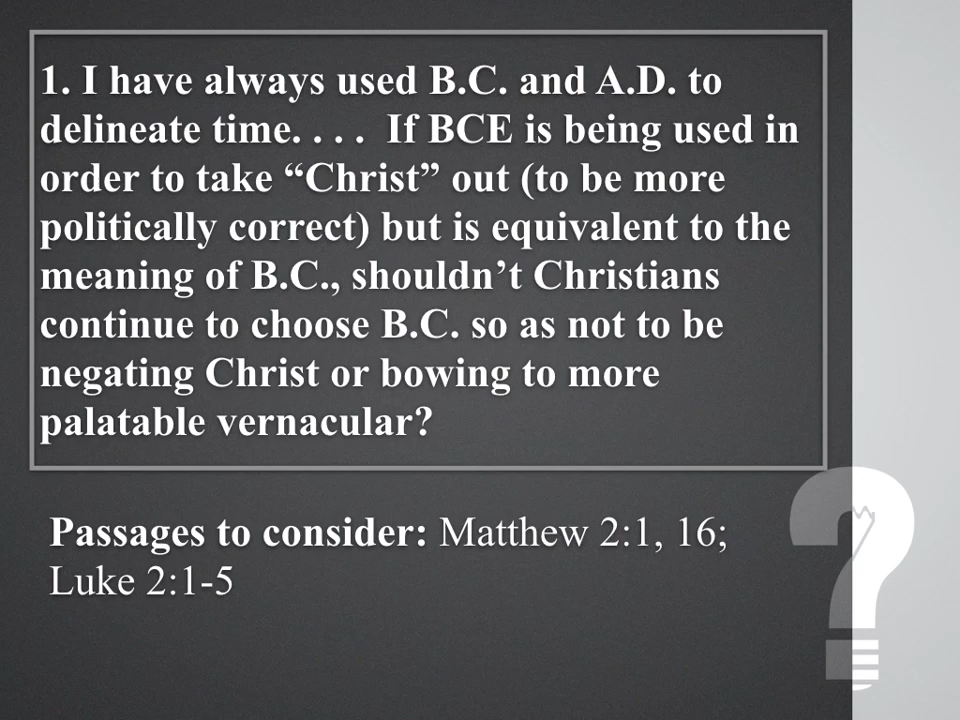 1. I have always used B.C. and A.D. to
delineate time. . . .  If BCE is being used in
order to take “Christ” out (to be more
politically correct) but is equivalent to the
meaning of B.C., shouldn’t Christians
continue to choose B.C. so as not to be
negating Christ or bowing to more
palatable vernacular?
Passages to consider: Matthew 2:1, 16;
Luke 2:1-5